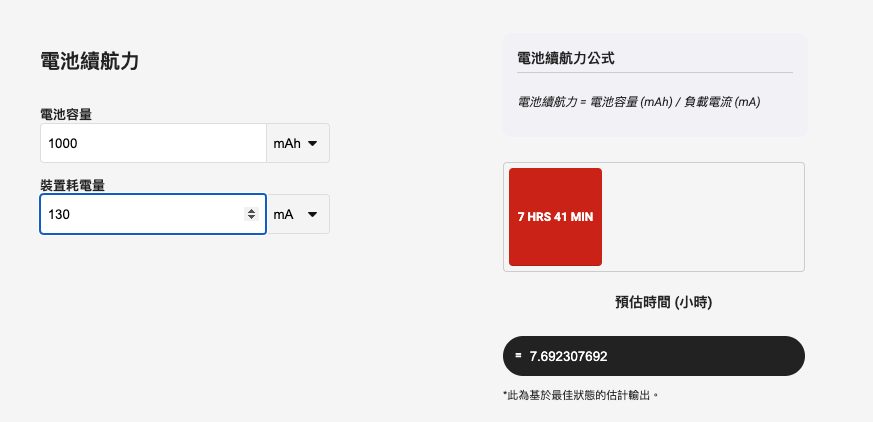 電池續航力
電池容量
1000 mAh
裝置耗電量
130 mA
電池續航力公式
電池續航力 = 電池容量 (mAh) / 負載電流 (mA)
7 HRS 41 MIN
預估時間 (小時)
= 7.692307692
*此為基於最佳狀態的估計輸出。